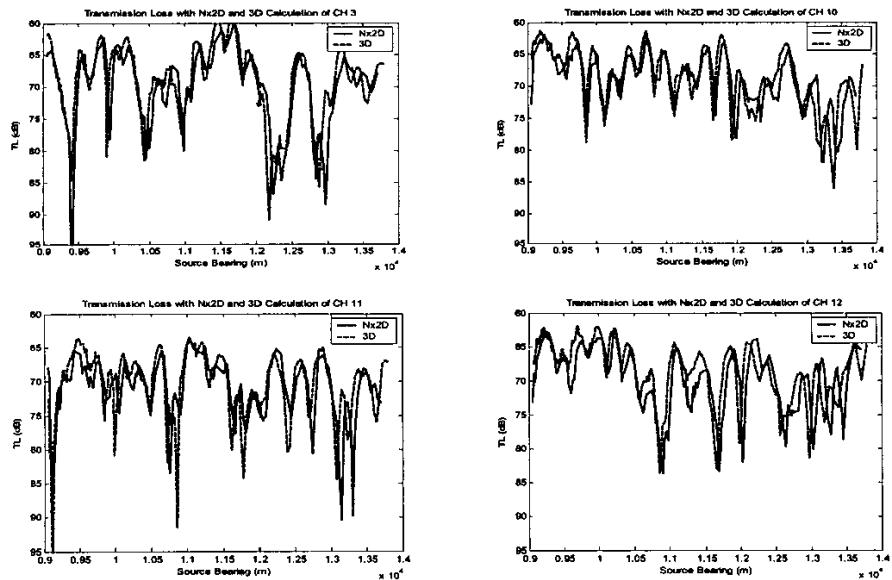 Transmission Loss with Nx2D and 3D Calculation of CH 3
60
65
70
75
80
85
90
95
TL (dB)
Nx2D
3D
0.9 0.95 1 1.05 1.1 1.15 1.2 1.25 1.3 1.35 1.4
Source Bearing (m)
x 10^4
Transmission Loss with Nx2D and 3D Calculation of CH 10
60
65
70
75
80
85
90
95
TL (dB)
Nx2D
3D
0.9 0.95 1 1.05 1.1 1.15 1.2 1.25 1.3 1.35 1.4
Source Bearing (m)
x 10^4
Transmission Loss with Nx2D and 3D Calculation of CH 11
60
65
70
75
80
85
90
95
TL (dB)
Nx2D
3D
0.9 0.95 1 1.05 1.1 1.15 1.2 1.25 1.3 1.35 1.4
Source Bearing (m)
x 10^4
Transmission Loss with Nx2D and 3D Calculation of CH 12
60
65
70
75
80
85
90
95
TL (dB)
Nx2D
3D
0.9 0.95 1 1.05 1.1 1.15 1.2 1.25 1.3 1.35 1.4
Source Bearing (m)
x 10^4